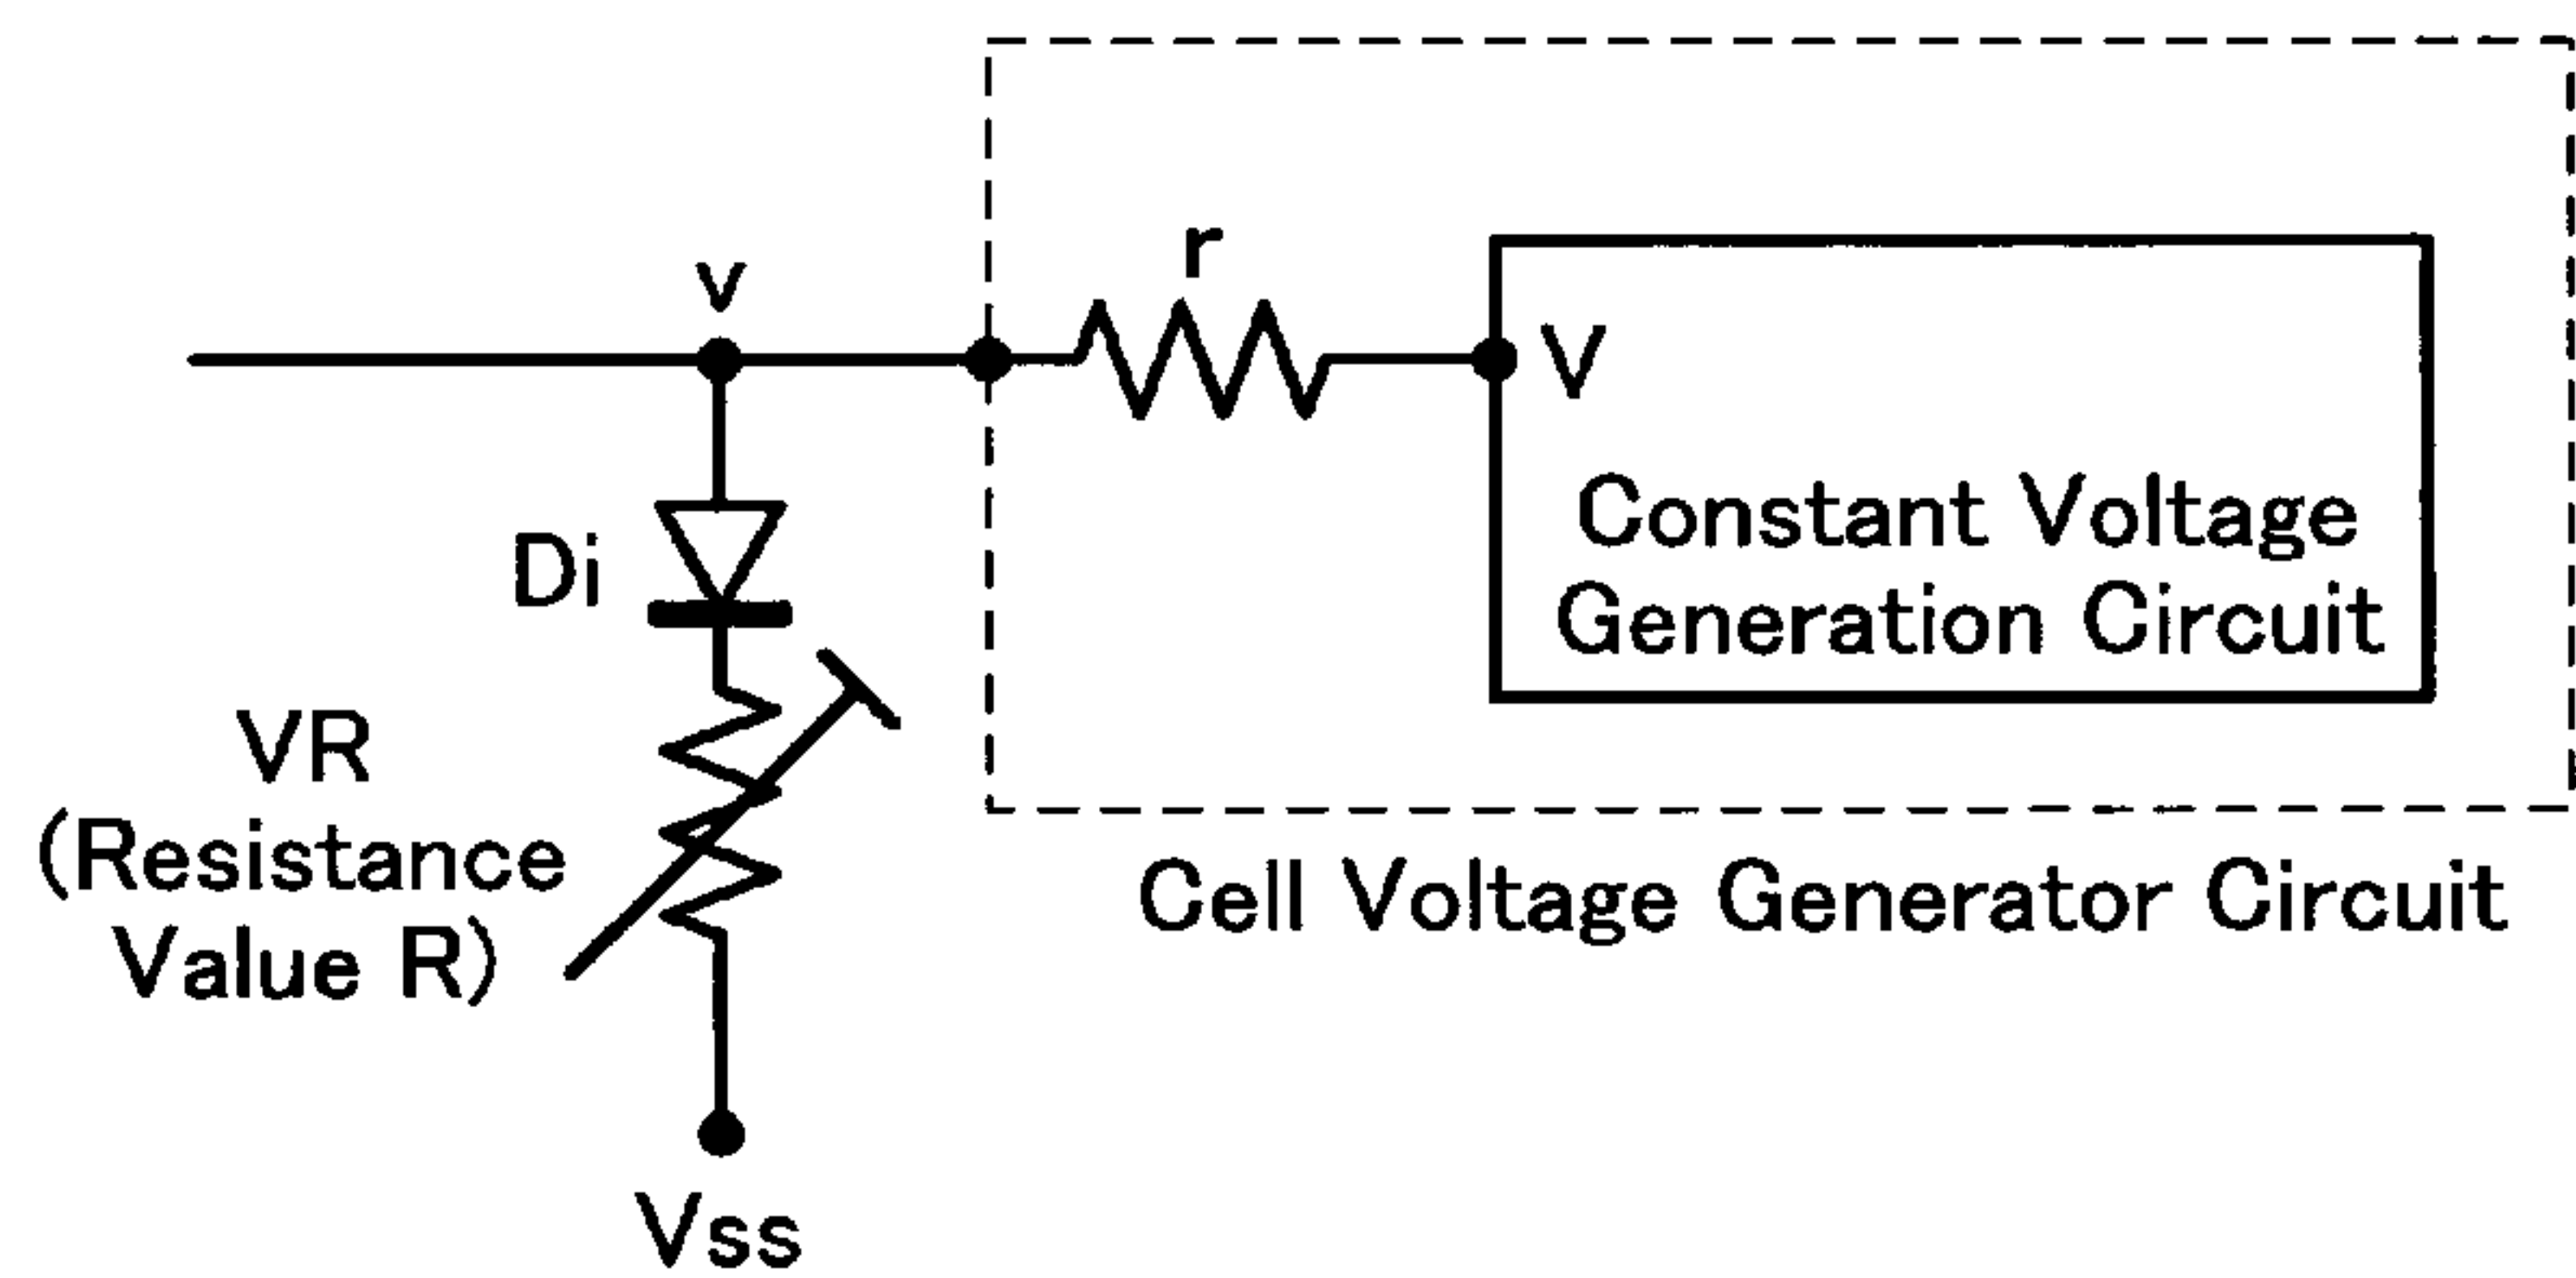 r
v
V
Constant Voltage
Generation Circuit
Di
VR
(Resistance
Value R)
Cell Voltage Generator Circuit
Vss